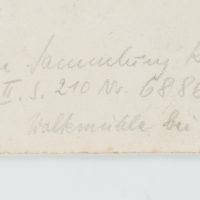 Sammlung
II. S. 210 Nr. 6886
Walkmühle bei